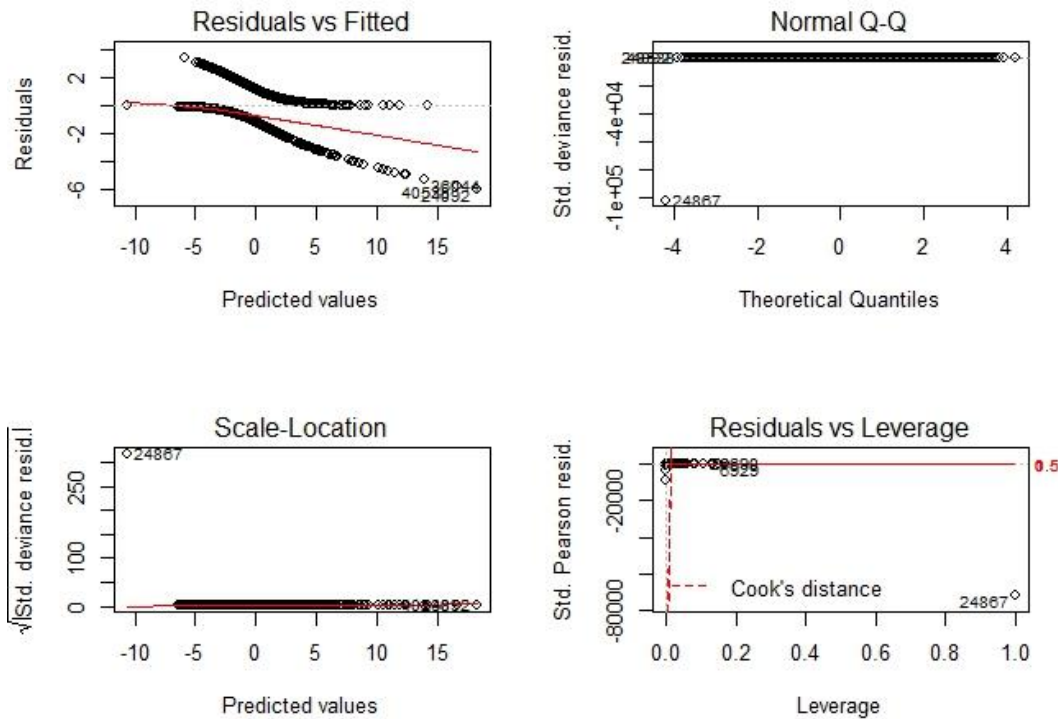 Residuals vs Fitted
Residuals
2
0
-2
-6
-10
-5
0
5
10
15
Predicted values
Normal Q-Q
Std. deviance resid.
-4e+04
-1e+05
24867
-4
-2
0
2
4
Theoretical Quantiles
Scale-Location
√|Std. deviance resid.|
250
100
0
24867
-10
-5
0
5
10
15
Predicted values
Residuals vs Leverage
Std. Pearson resid.
-20000
-80000
0.5
Cook's distance
24867
0.0
0.2
0.4
0.6
0.8
1.0
Leverage